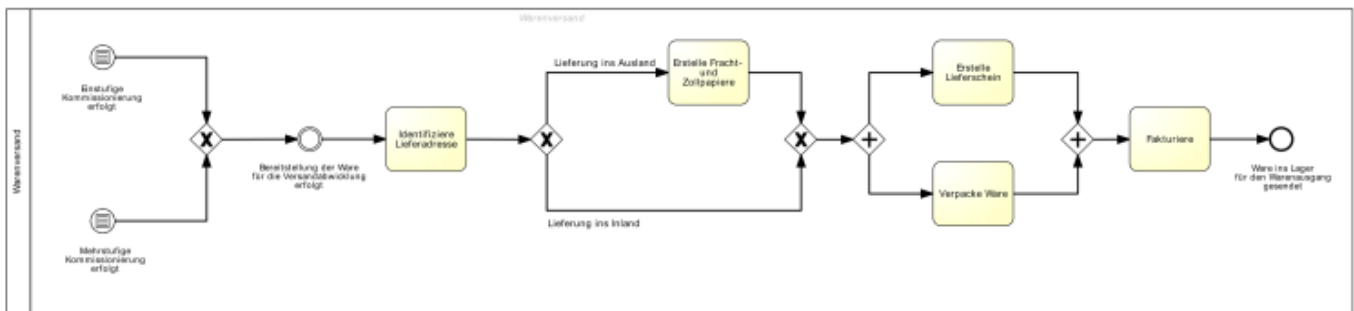 Warenversand
Warenversand
Einstufige
Kommissionierung
erfolgt
Mehrstufige
Kommissionierung
erfolgt
Bereitstellung der Ware
für die Versandabwicklung
erfolgt
Identifiziere
Lieferadresse
Lieferung ins Ausland
Lieferung ins Inland
Erstelle Fracht-
und
Zollpapiere
Erstelle
Lieferschein
Verpacke Ware
Fakturiere
Ware ins Lager
für den Warenausgang
gesendet